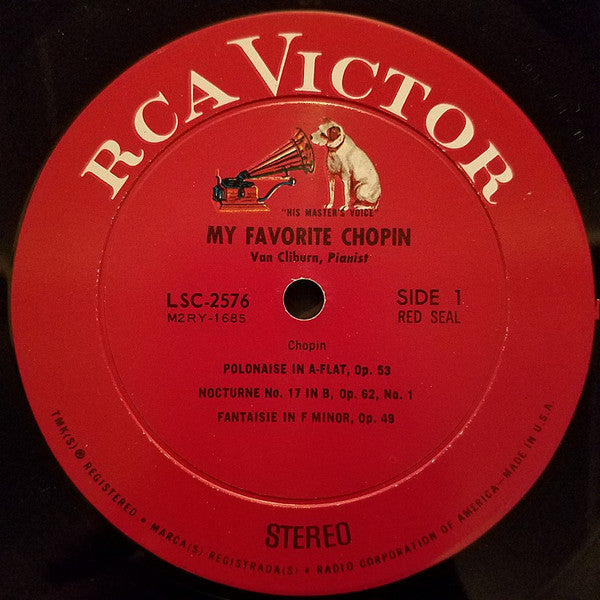 RCA VICTOR
"HIS MASTER'S VOICE"
MY FAVORITE CHOPIN
Van Cliburn, Pianist
LSC-2576
M2RY-1685
SIDE 1
RED SEAL
Chopin
POLONAISE IN A-FLAT, Op. 53
NOCTURNE No. 17 IN B, Op. 62, No. 1
FANTAISIE IN F MINOR, Op. 49
STEREO
TMK(S) ® REGISTERED • MARCA(S) REGISTRADA(S) • RADIO CORPORATION OF AMERICA - MADE IN U.S.A.